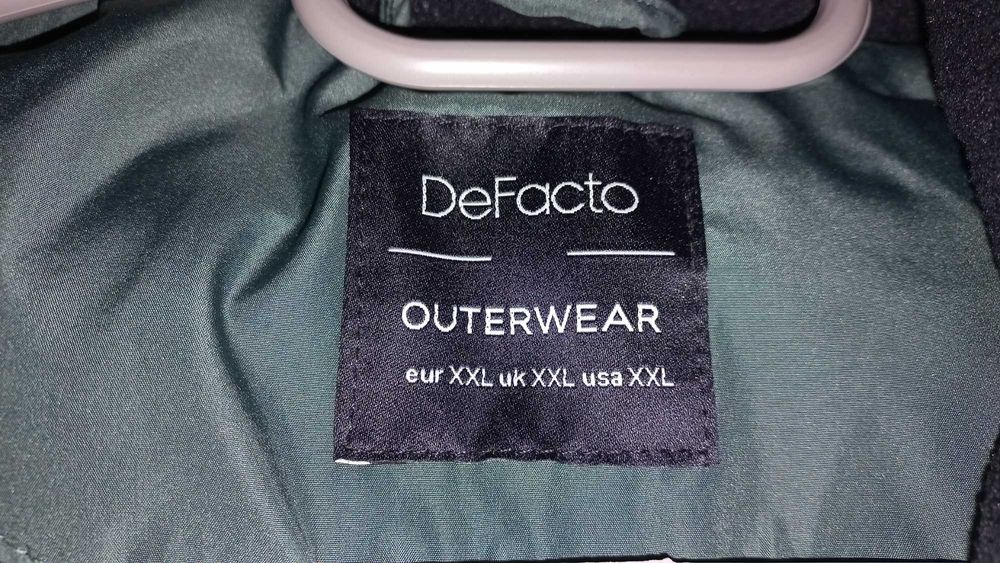 DeFacto
OUTERWEAR
eur XXL uk XXL usa XXL